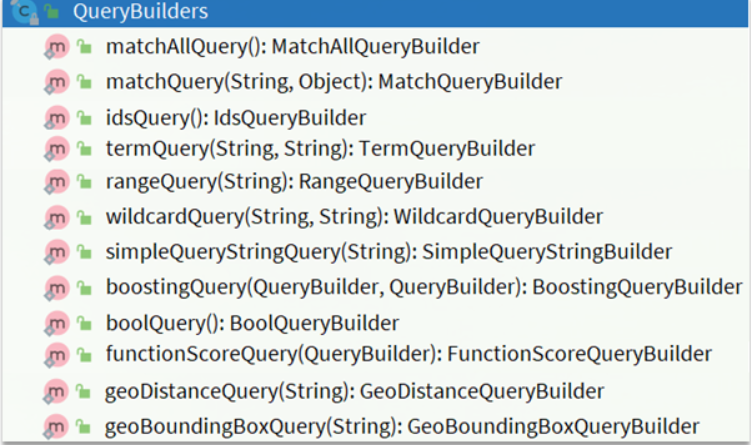 QueryBuilders
matchAllQuery(): MatchAllQueryBuilder
matchQuery(String, Object): MatchQueryBuilder
idsQuery(): IdsQueryBuilder
termQuery(String, String): TermQueryBuilder
rangeQuery(String): RangeQueryBuilder
wildcardQuery(String, String): WildcardQueryBuilder
simpleQueryStringQuery(String): SimpleQueryStringBuilder
boostingQuery(QueryBuilder, QueryBuilder): BoostingQueryBuilder
boolQuery(): BoolQueryBuilder
functionScoreQuery(QueryBuilder): FunctionScoreQueryBuilder
geoDistanceQuery(String): GeoDistanceQueryBuilder
geoBoundingBoxQuery(String): GeoBoundingBoxQueryBuilder